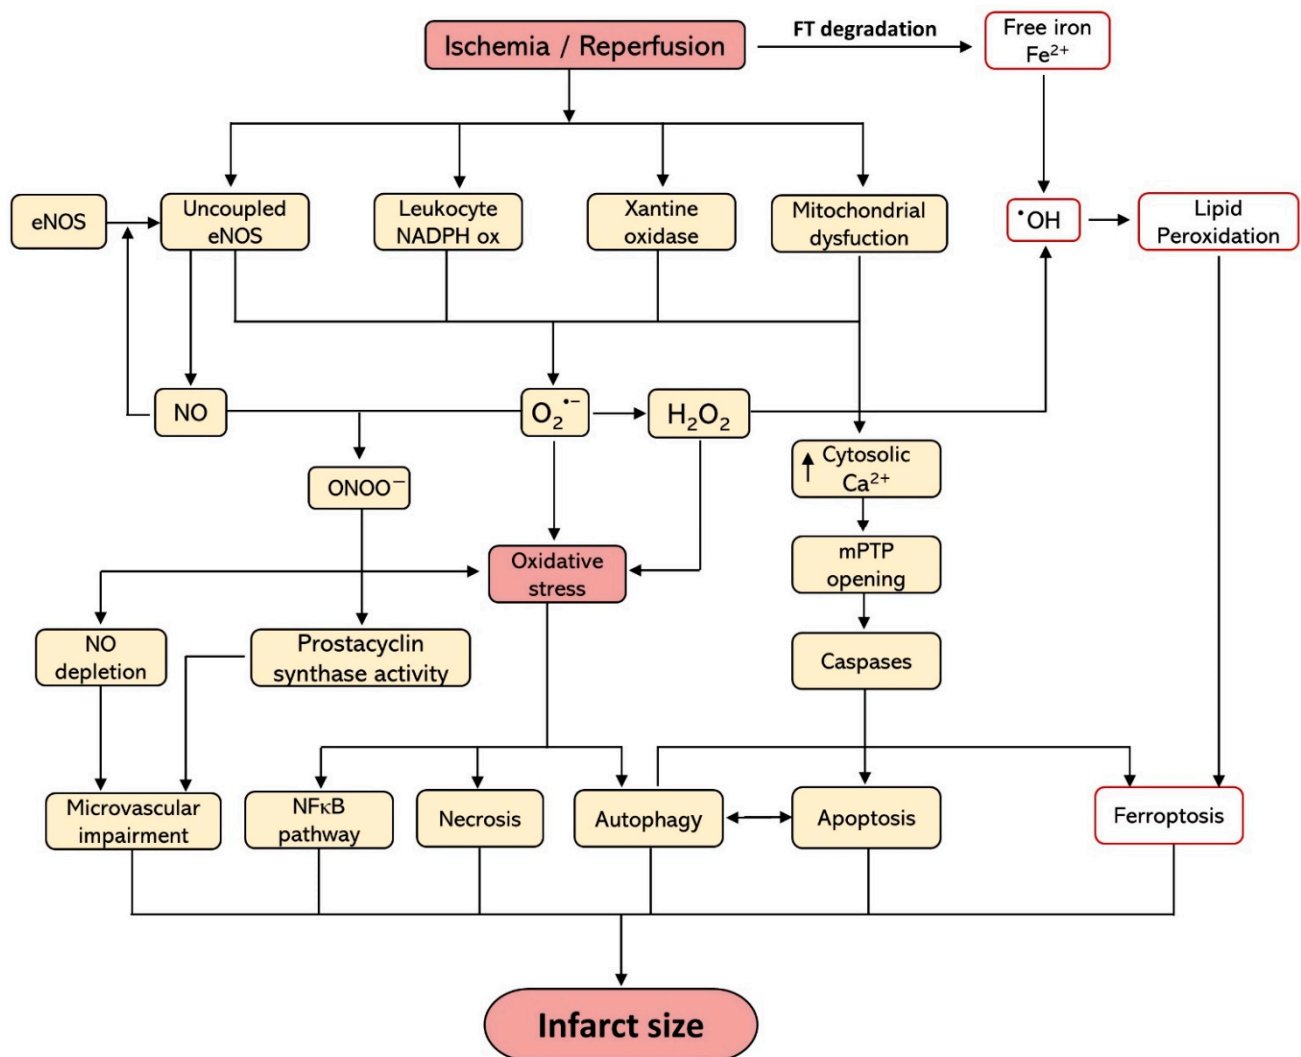 Ischemia / Reperfusion
FT degradation
Free iron
Fe²⁺
eNOS
Uncoupled
eNOS
Leukocyte
NADPH ox
Xantine
oxidase
Mitochondrial
dysfuction
•OH
Lipid
Peroxidation
NO
O₂•−
H₂O₂
Cytosolic
Ca²⁺
ONOO−
Oxidative
stress
mPTP
opening
NO
depletion
Prostacyclin
synthase activity
Caspases
Microvascular
impairment
NFκB
pathway
Necrosis
Autophagy
Apoptosis
Ferroptosis
Infarct size